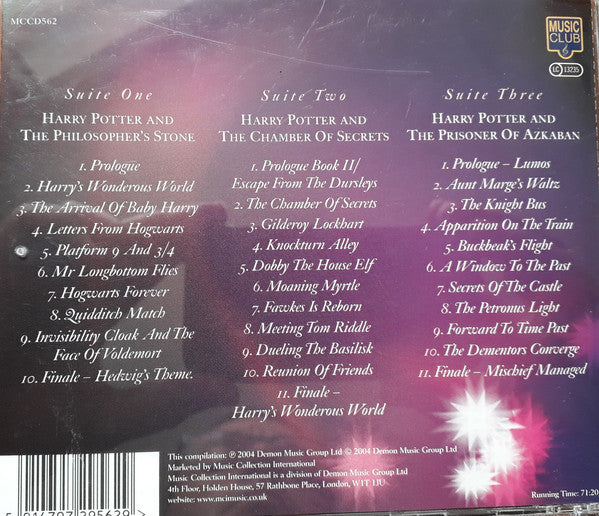 MCCD562
MUSIC
CLUB
LC 13235
Suite One
HARRY POTTER AND
THE PHILOSOPHER'S STONE
1. Prologue
2. Harry's Wonderous World
3. The Arrival Of Baby Harry
4. Letters From Hogwarts
5. Platform 9 And 3/4
6. Mr Longbottom Flies
7. Hogwarts Forever
8. Quidditch Match
9. Invisibility Cloak And The
Face Of Voldemort
10. Finale – Hedwig's Theme.
Suite Two
HARRY POTTER AND
THE CHAMBER OF SECRETS
1. Prologue Book II/
Escape From The Dursleys
2. The Chamber Of Secrets
3. Gilderoy Lockhart
4. Knockturn Alley
5. Dobby The House Elf
6. Moaning Myrtle
7. Fawkes Is Reborn
8. Meeting Tom Riddle
9. Dueling The Basilisk
10. Reunion Of Friends
11. Finale –
Harry's Wonderous World
Suite Three
HARRY POTTER AND
THE PRISONER OF AZKABAN
1. Prologue – Lumos
2. Aunt Marge's Waltz
3. The Knight Bus
4. Apparition On The Train
5. Buckbeak's Flight
6. A Window To The Past
7. Secrets Of The Castle
8. The Petronus Light
9. Forward To Time Past
10. The Dementors Converge
11. Finale – Mischief Managed
This compilation: ℗ 2004 Demon Music Group Ltd © 2004 Demon Music Group Ltd
Marketed by Music Collection International
Music Collection International is a division of Demon Music Group Ltd
4th Floor, Holden House, 57 Rathbone Place, London, W1T 1JU
website: www.mcimusic.co.uk
Running Time: 71:20